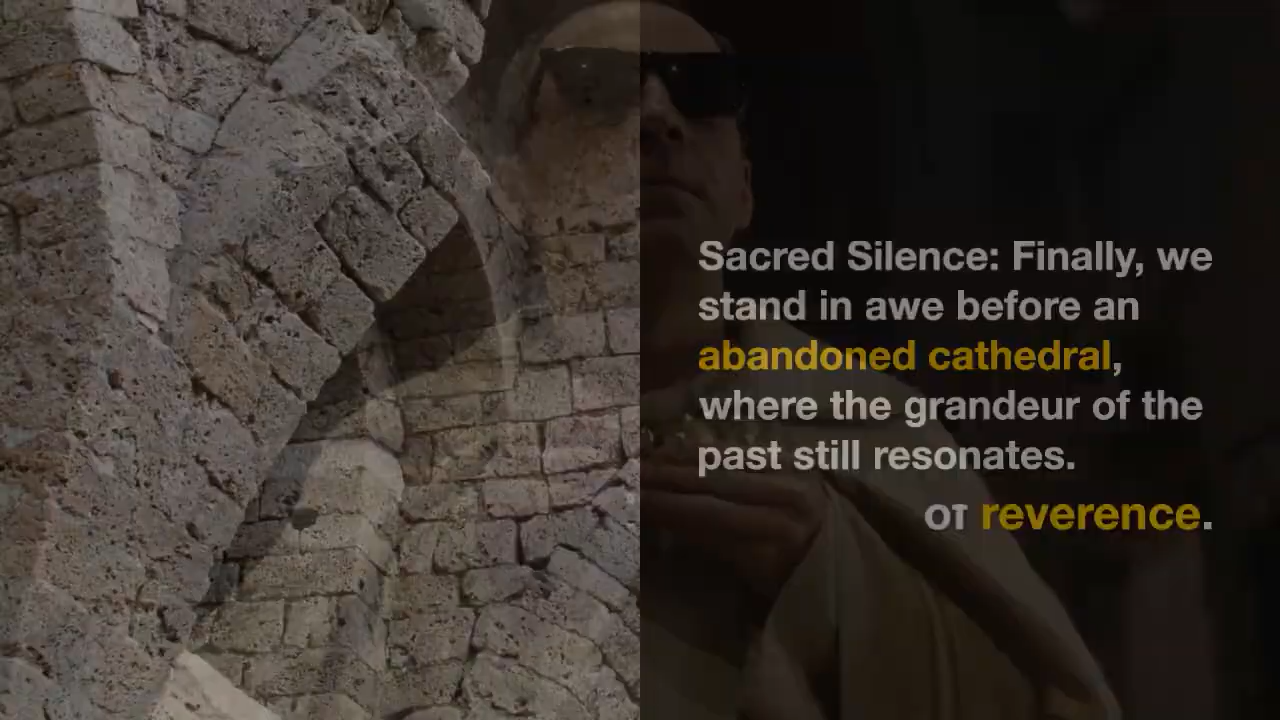 Sacred Silence: Finally, we
stand in awe before an
abandoned cathedral,
where the grandeur of the
past still resonates.
of reverence.